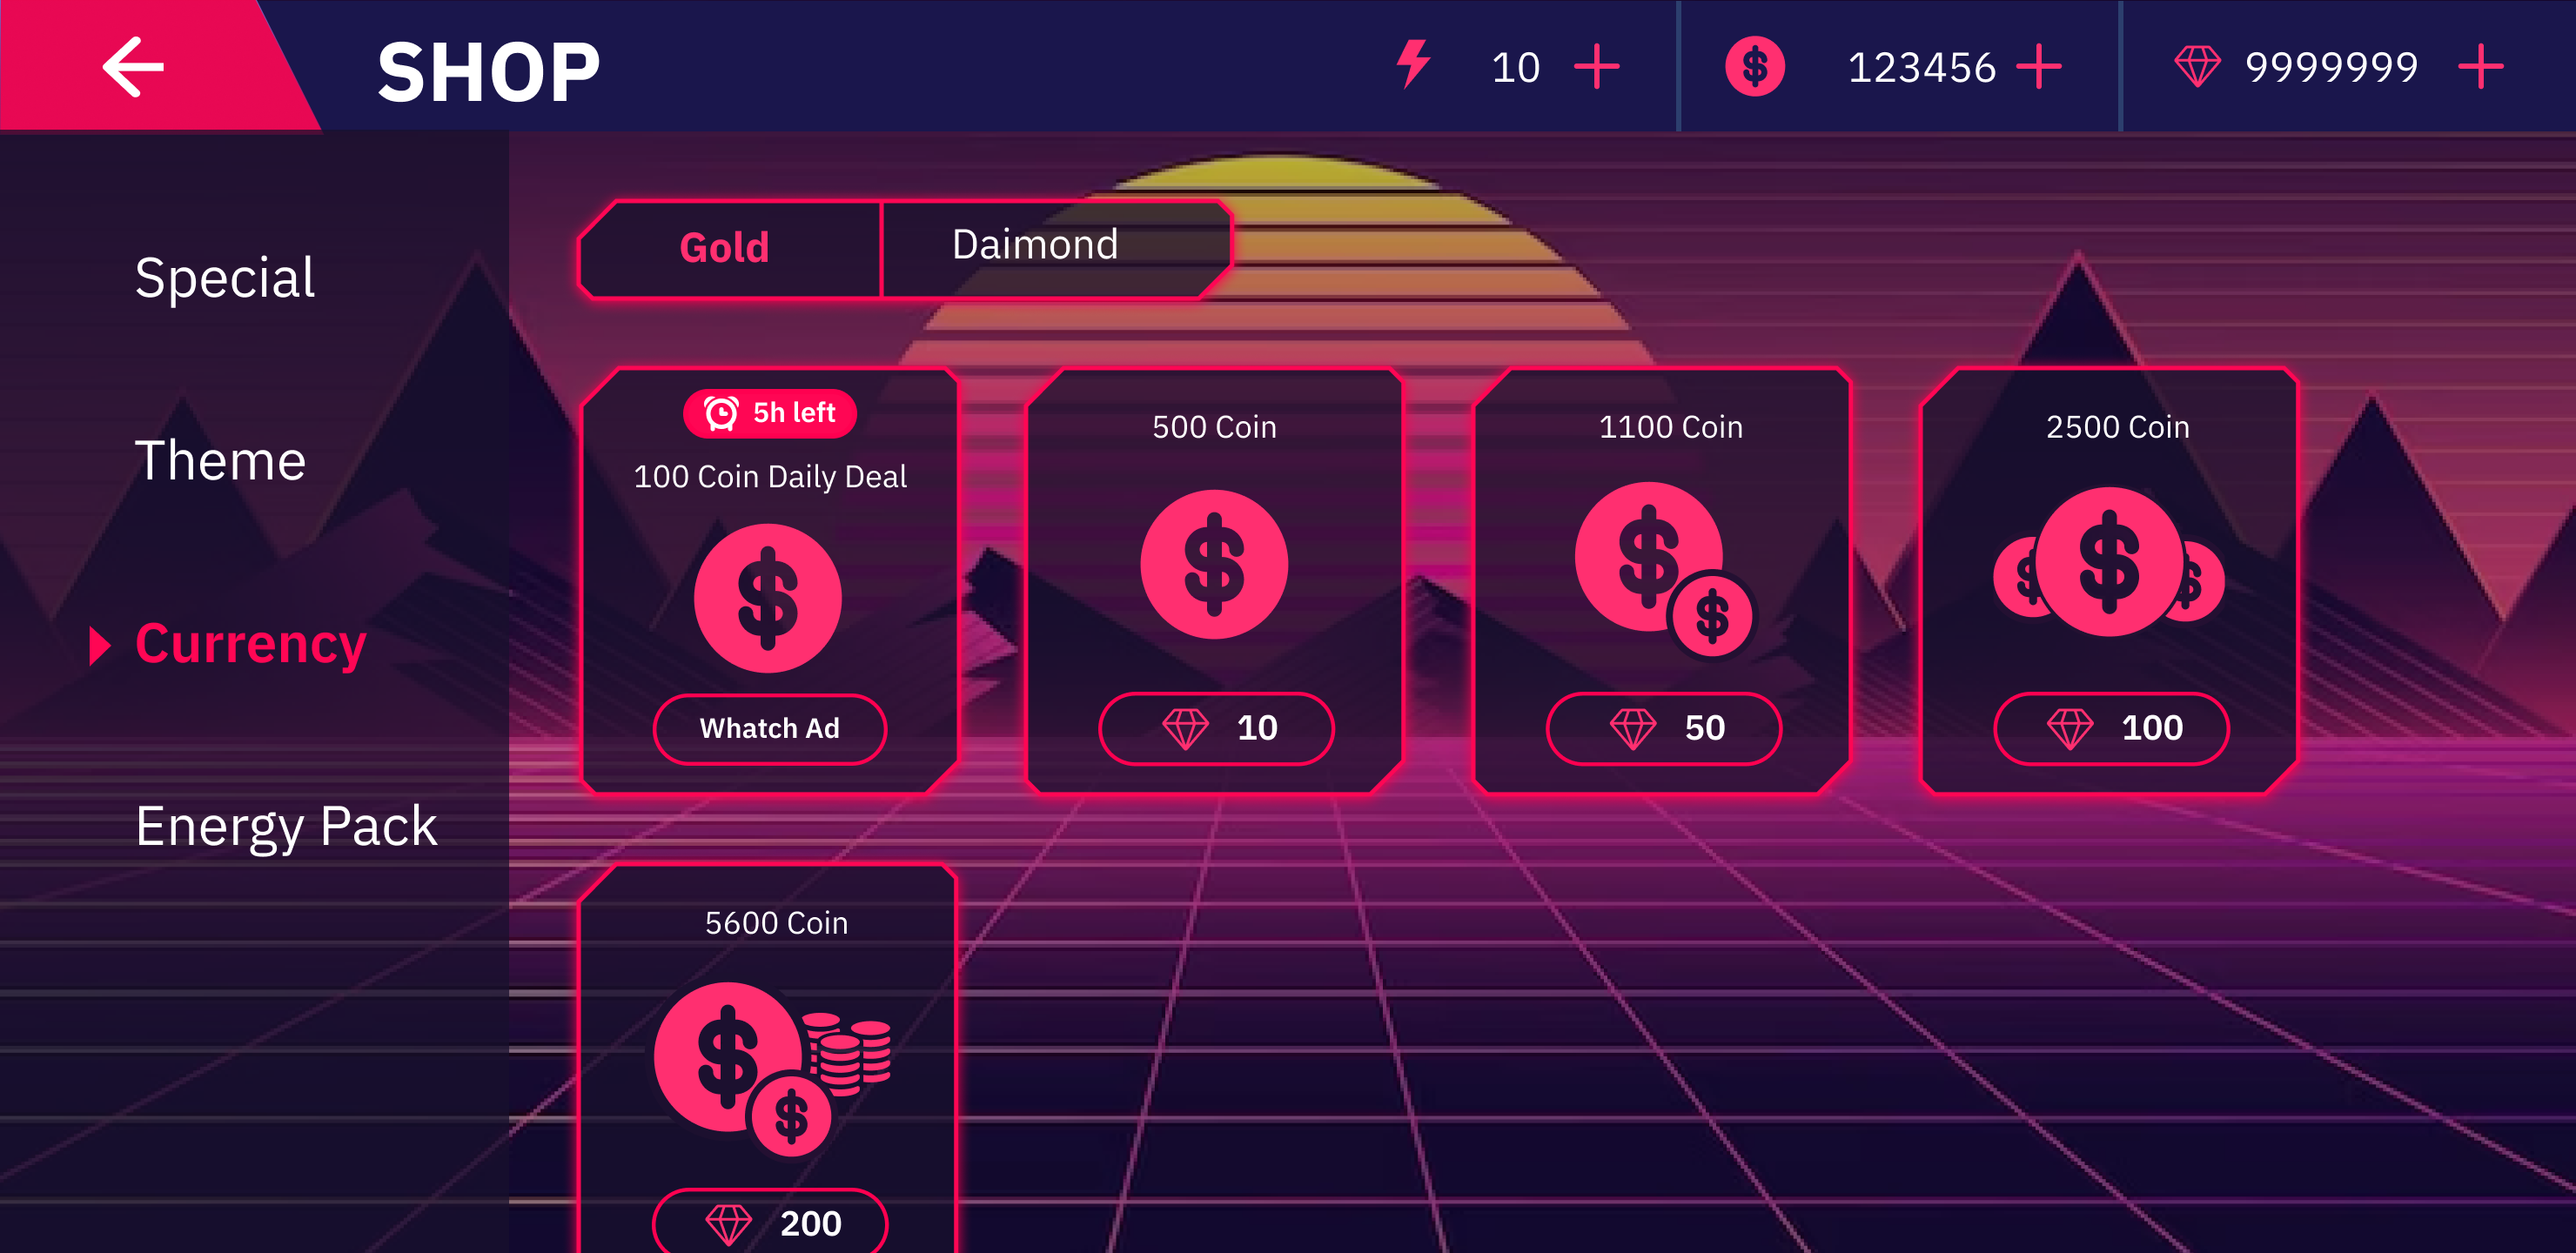 SHOP
10
123456
9999999
Special
Theme
Currency
Energy Pack
Gold
Daimond
5h left
100 Coin Daily Deal
Whatch Ad
500 Coin
10
1100 Coin
50
2500 Coin
100
5600 Coin
200